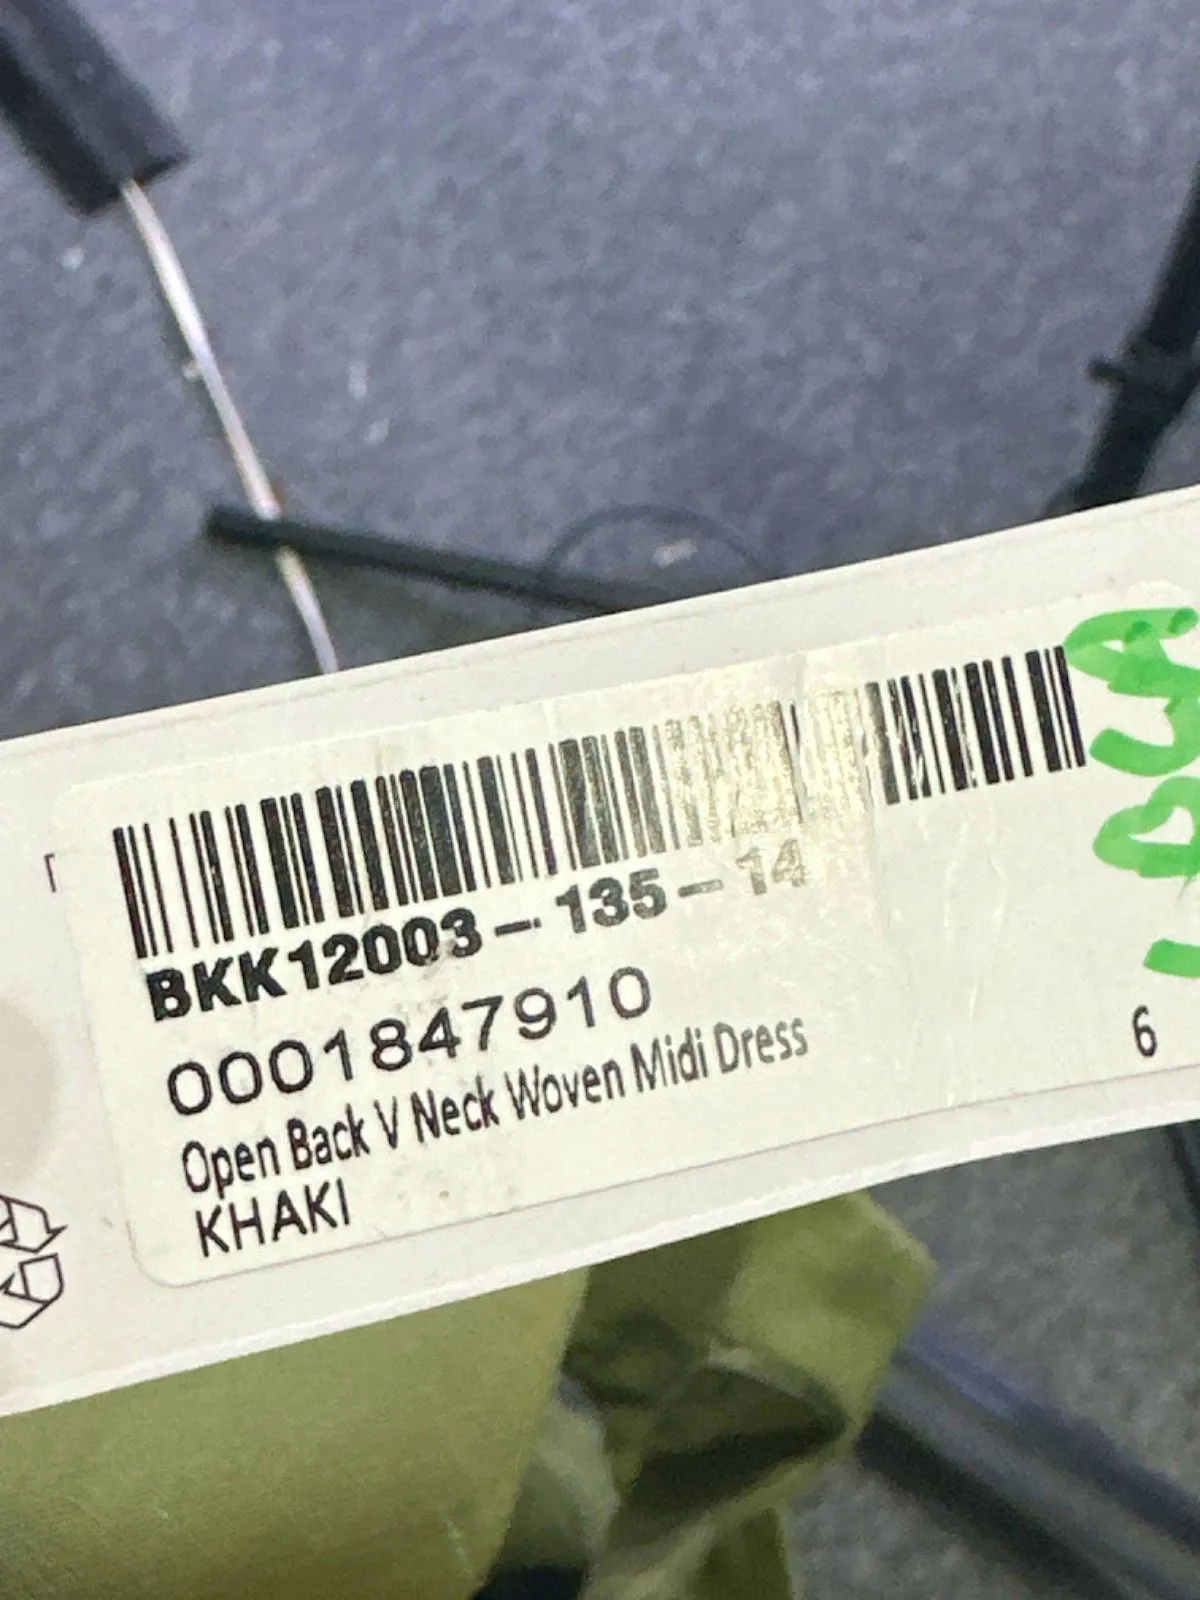 BKK12003-135-14
0001847910
Open Back V Neck Woven Midi Dress
KHAKI
6